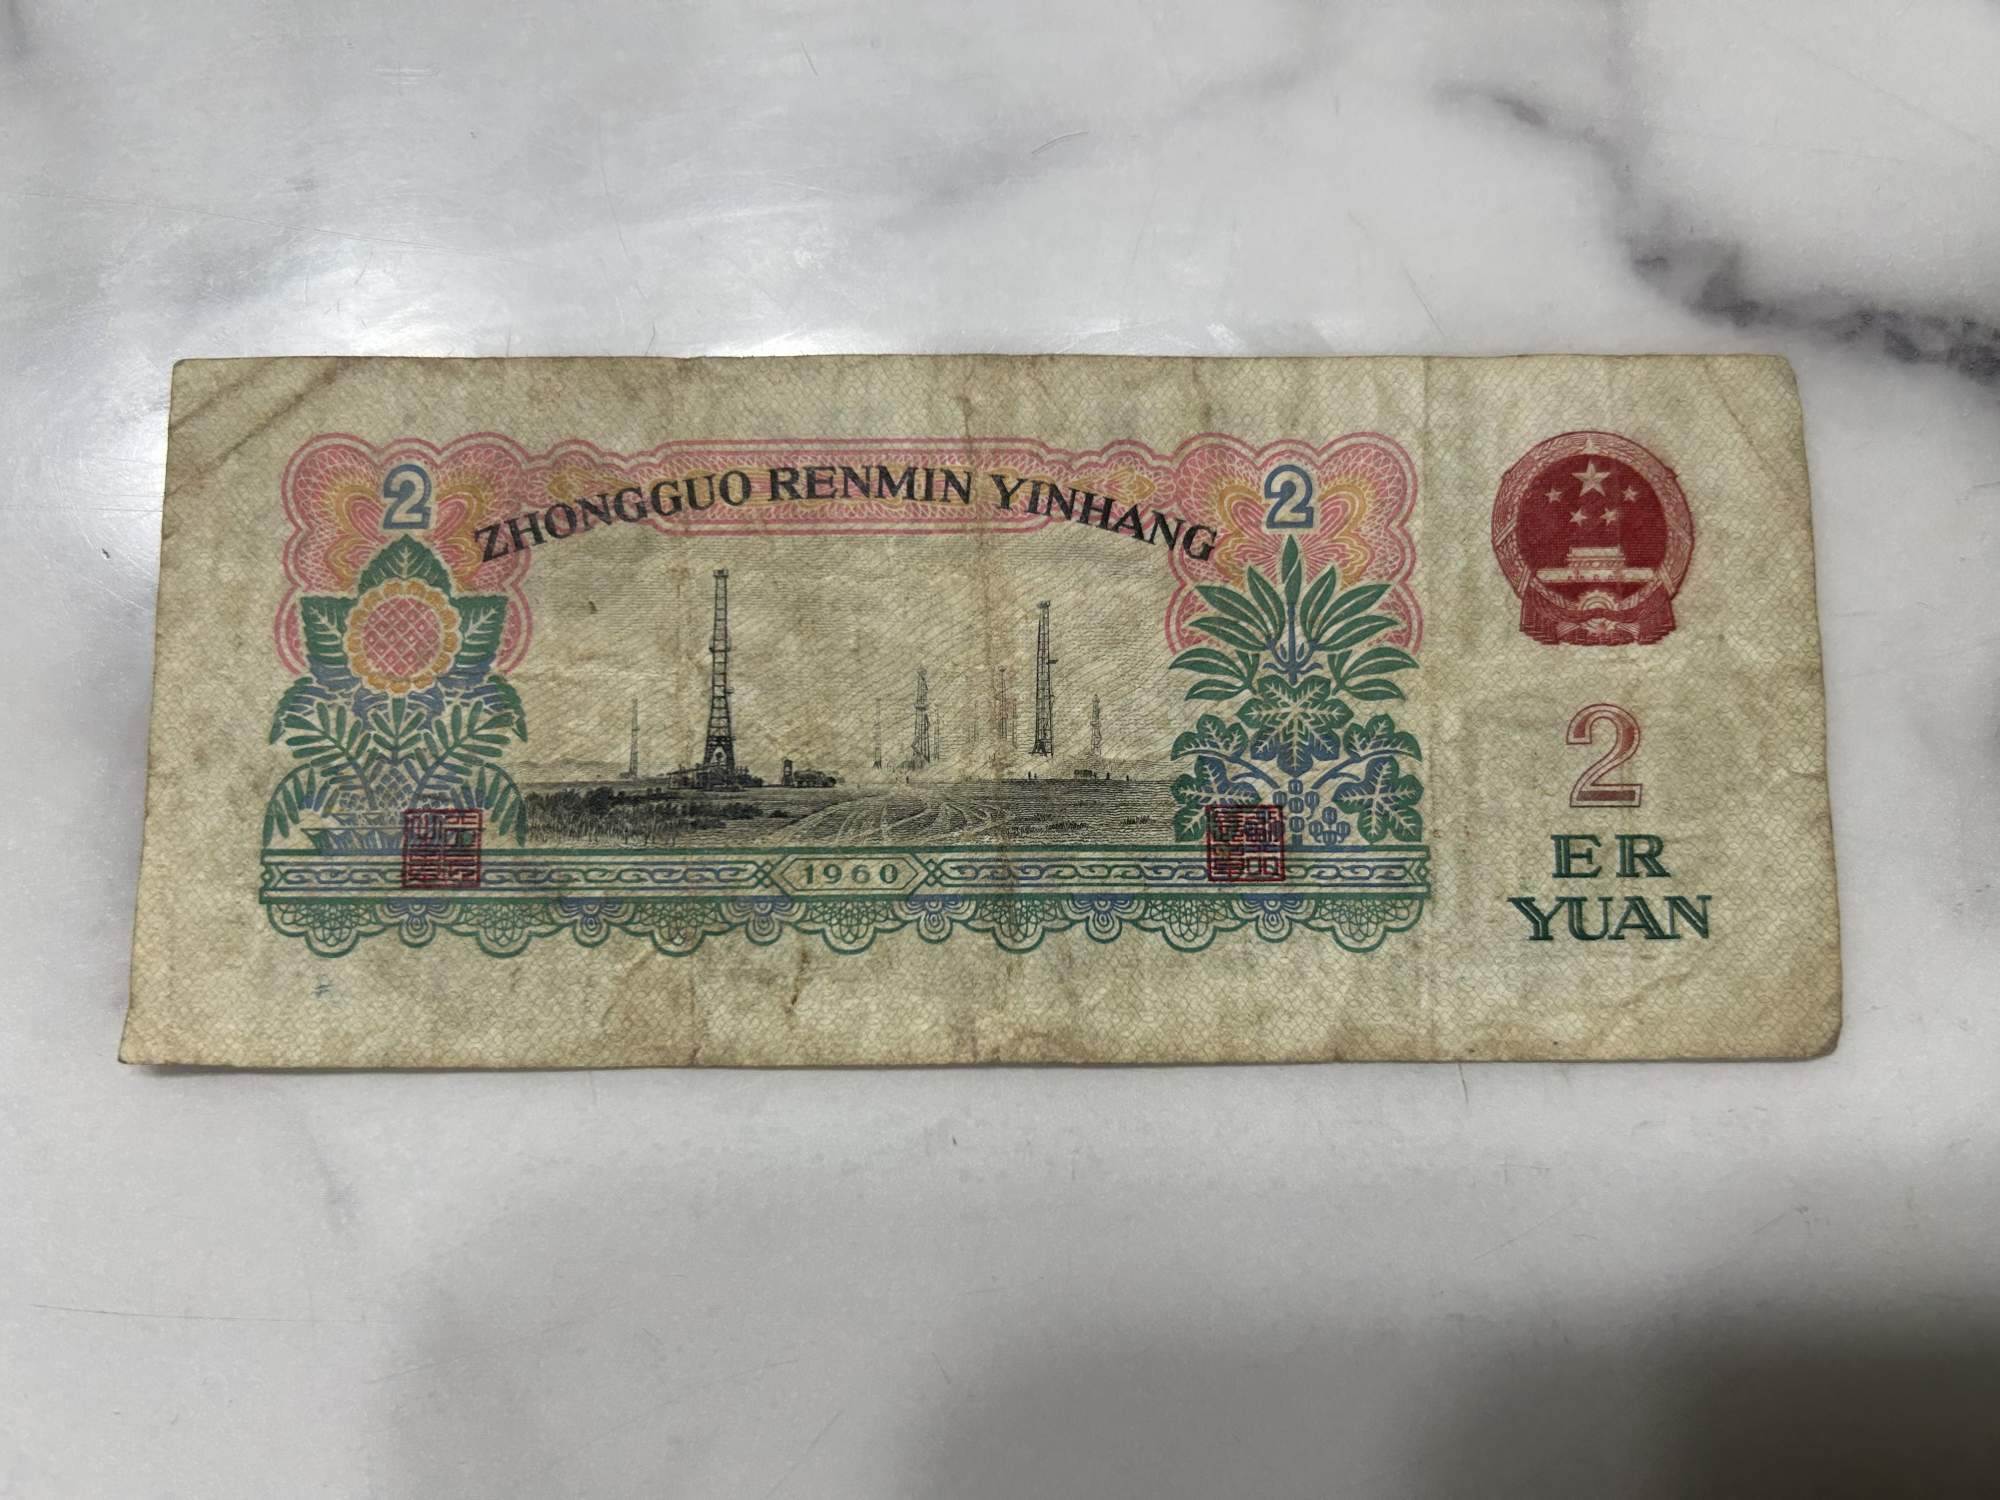 2
2
ZHONGGUO RENMIN YINHANG
1960
2
ER
YUAN